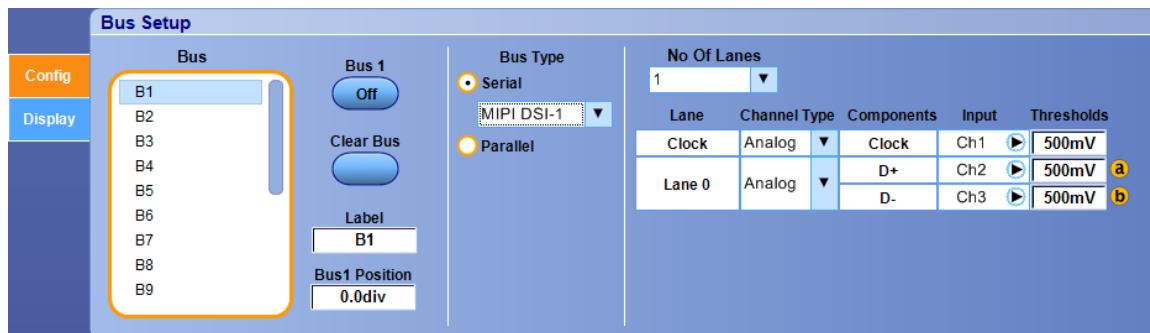 Bus Setup
Config
Display
Bus
B1
B2
B3
B4
B5
B6
B7
B8
B9
Bus 1
Off
Clear Bus
Label
B1
Bus1 Position
0.0div
Bus Type
Serial
MIPI DSI-1
Parallel
No Of Lanes
1
Lane Channel Type Components Input Thresholds
Clock Analog Clock Ch1 500mV
Lane 0 Analog D+ Ch2 500mV a
D- Ch3 500mV b